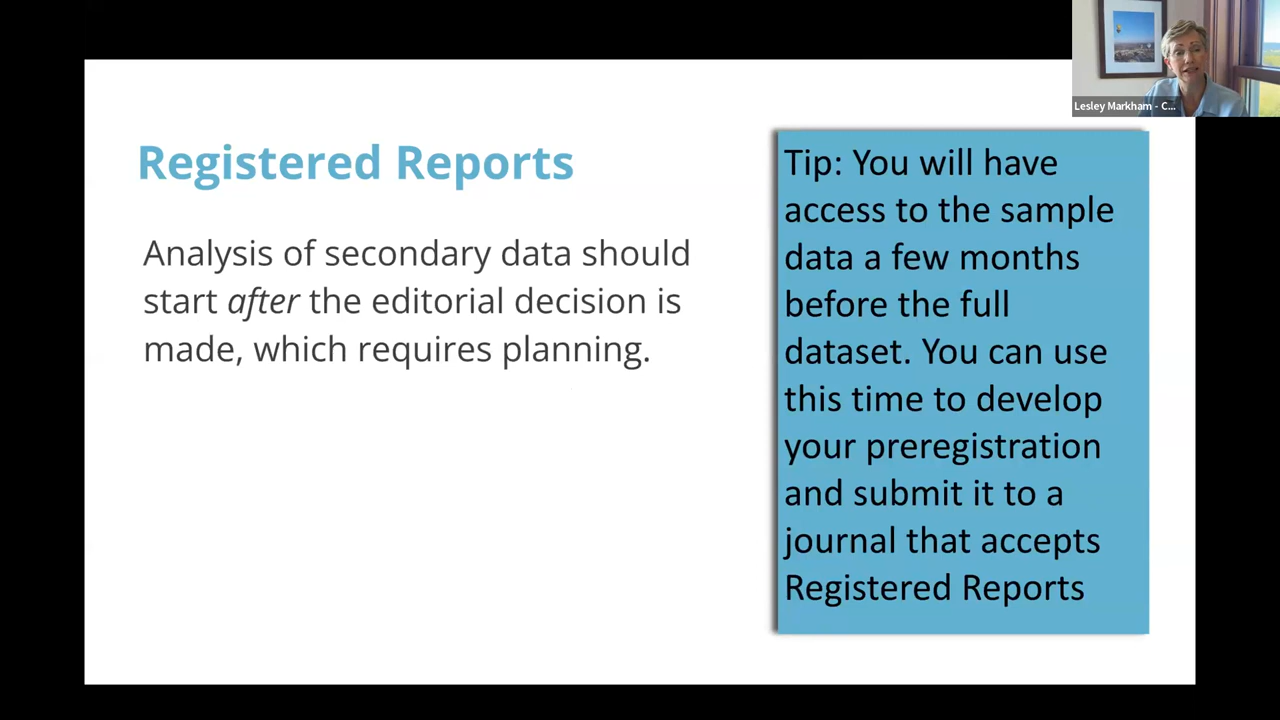 Lesley Markham - C...
Registered Reports
Analysis of secondary data should
start after the editorial decision is
made, which requires planning.
Tip: You will have
access to the sample
data a few months
before the full
dataset. You can use
this time to develop
your preregistration
and submit it to a
journal that accepts
Registered Reports